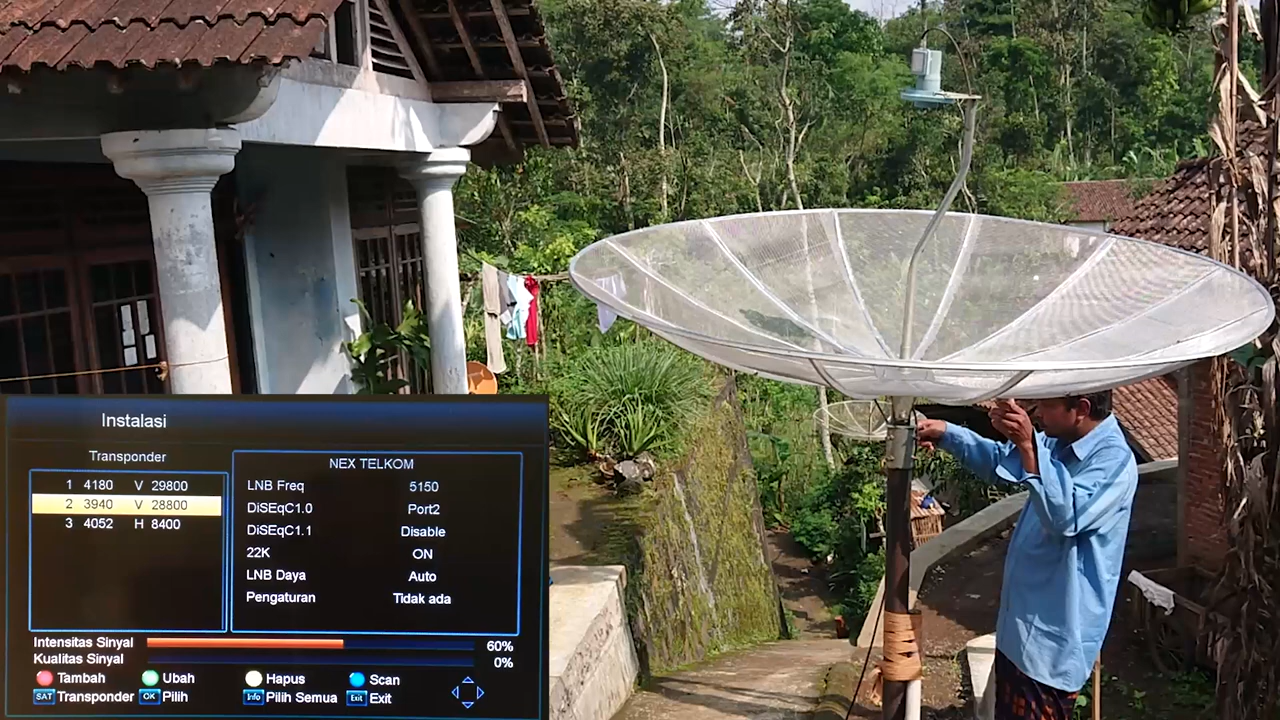 Instalasi
Transponder
1 4180 V 29800
2 3940 V 28800
3 4052 H 8400
NEX TELKOM
LNB Freq 5150
DiSEqC1.0 Port2
DiSEqC1.1 Disable
22K ON
LNB Daya Auto
Pengaturan Tidak ada
Intensitas Sinyal 60%
Kualitas Sinyal 0%
Tambah Ubah Hapus Scan
SAT Transponder OK Pilih Info Pilih Semua Exit Exit